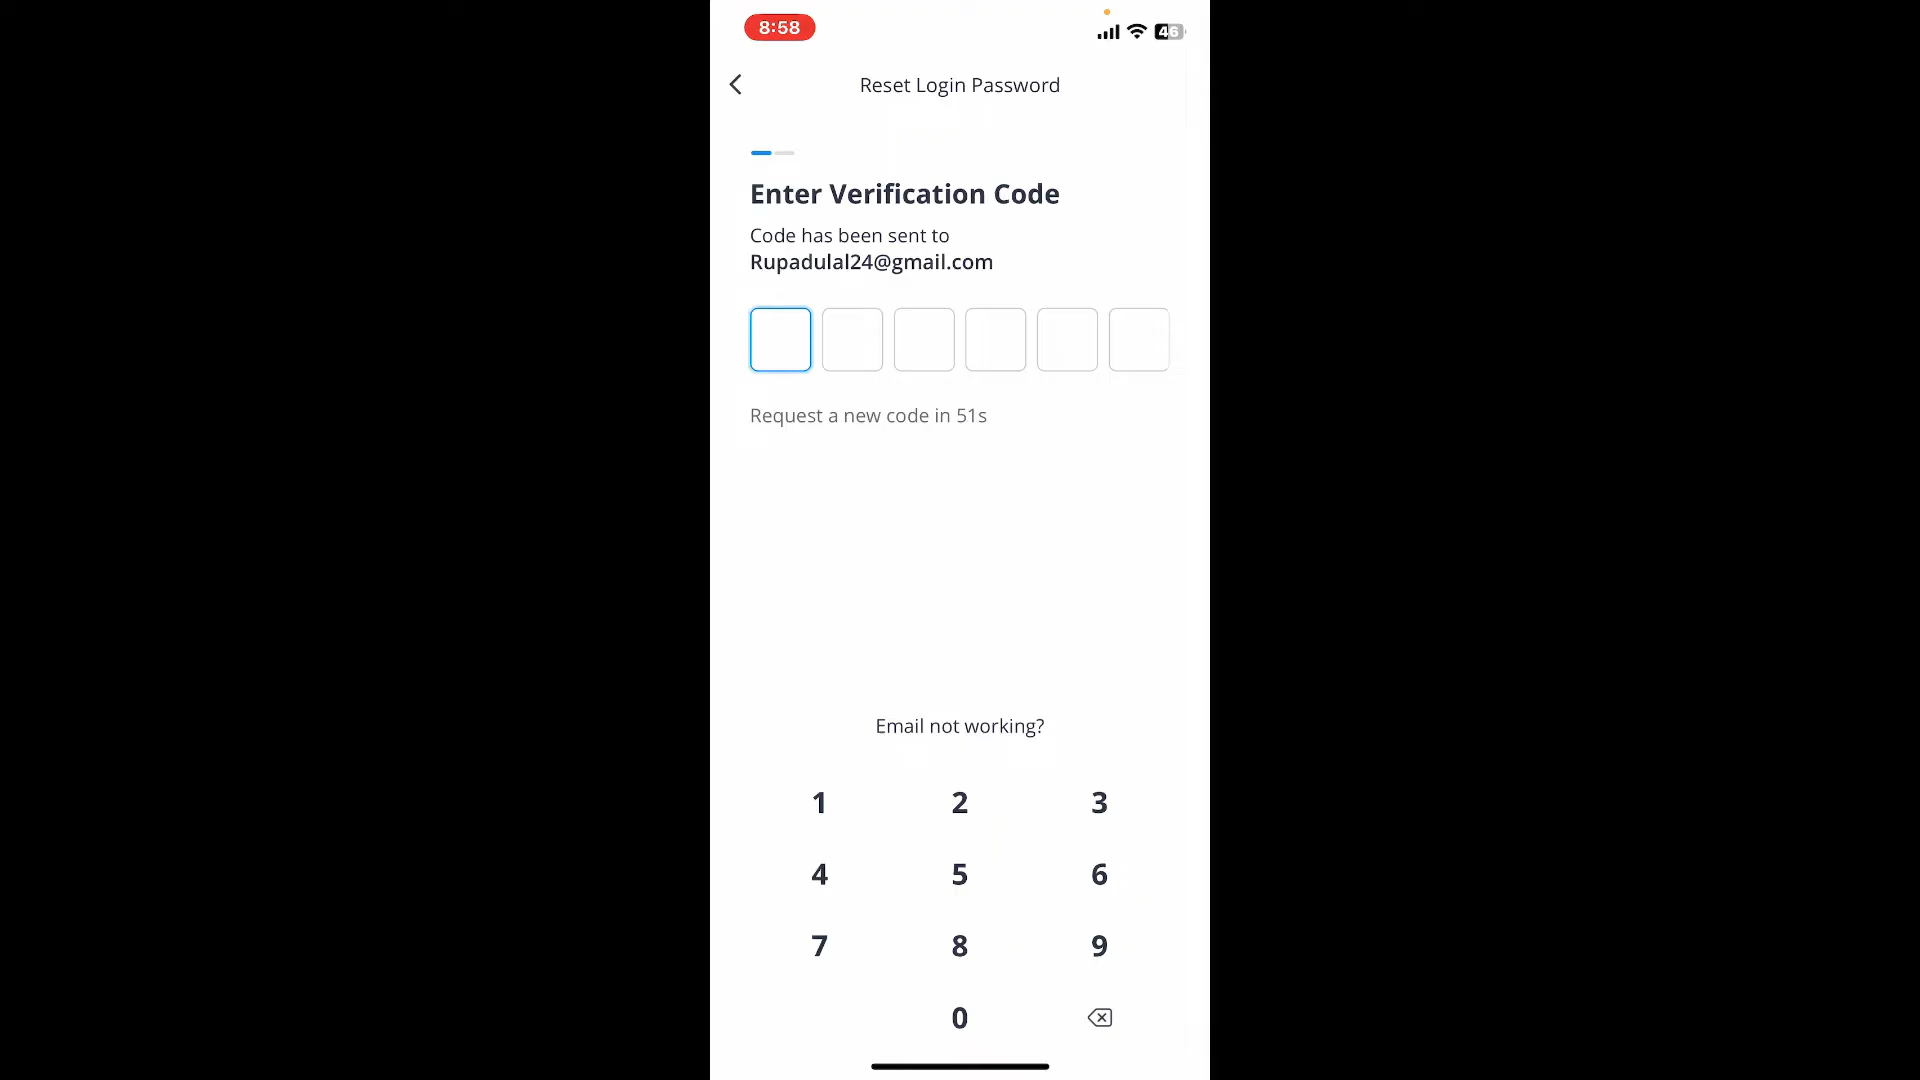 8:58
46
Reset Login Password
Enter Verification Code
Code has been sent to
Rupadulal24@gmail.com
Request a new code in 51s
Email not working?
1 2 3
4 5 6
7 8 9
0